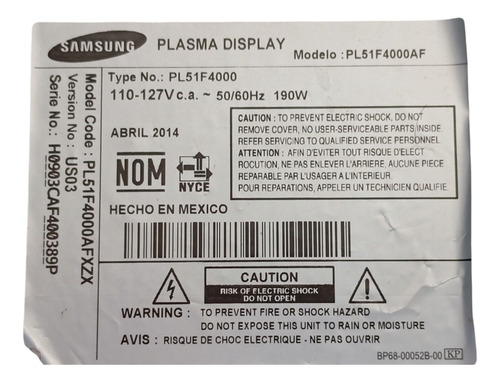 SAMSUNG
PLASMA DISPLAY
Modelo : PL51F4000AF
Model Code : PL51F4000AFXZX
Version No : US03
Serie No.: H0903CAF400389P
Type No.: PL51F4000
110-127V c.a. ~ 50/60Hz 190W
ABRIL 2014
NOM
NYCE
HECHO EN MEXICO
CAUTION : TO PREVENT ELECTRIC SHOCK, DO NOT
REMOVE COVER, NO USER-SERVICEABLE PARTS INSIDE.
REFER SERVICING TO QUALIFIED SERVICE PERSONNEL
ATTENTION : AFIN D'EVITER TOUT RISQUE D'ELECT
ROCUTION, NE PAS ENLEVER L'ARRIERE. AUCUNE PIECE
REPARABLE PAR L'USAGER A L'INTERIEUR.
POUR ENTRETIEN, APPELER UN TECHNICIEN QUALIFIE.
CAUTION
RISK OF ELECTRIC SHOCK
DO NOT OPEN
WARNING : TO PREVENT FIRE OR SHOCK HAZARD
DO NOT EXPOSE THIS UNIT TO RAIN OR MOISTURE
AVIS : RISQUE DE CHOC ELECTRIQUE - NE PAS OUVRIR
BP68-00052B-00 KP